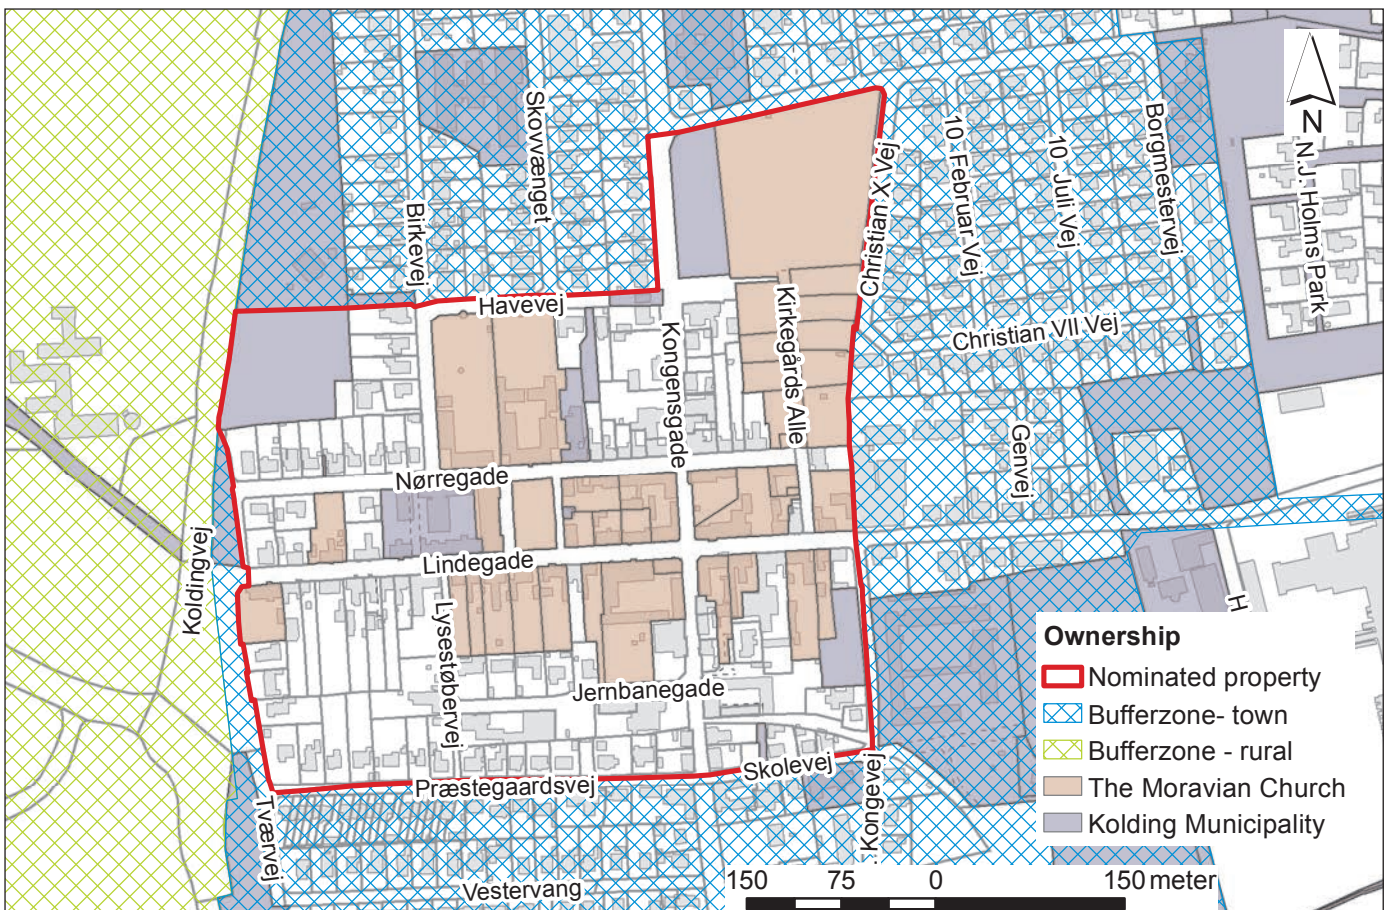 Skovvænget
Birkevej
Christian X Vej
10. Februar Vej
10. Juli Vej
Borgmestervej
N
N.J. Holms Park
Havevej
Kongensgade
Kirkegårds Alle
Christian VII Vej
Genvej
Nørregade
Lindegade
Koldingvej
Lysestøbervej
Jernbanegade
Skolevej
Præstegaardsvej
Tværvej
Kongevej
Vestervang
H
Ownership
Nominated property
Bufferzone- town
Bufferzone - rural
The Moravian Church
Kolding Municipality
150 75 0 150 meter